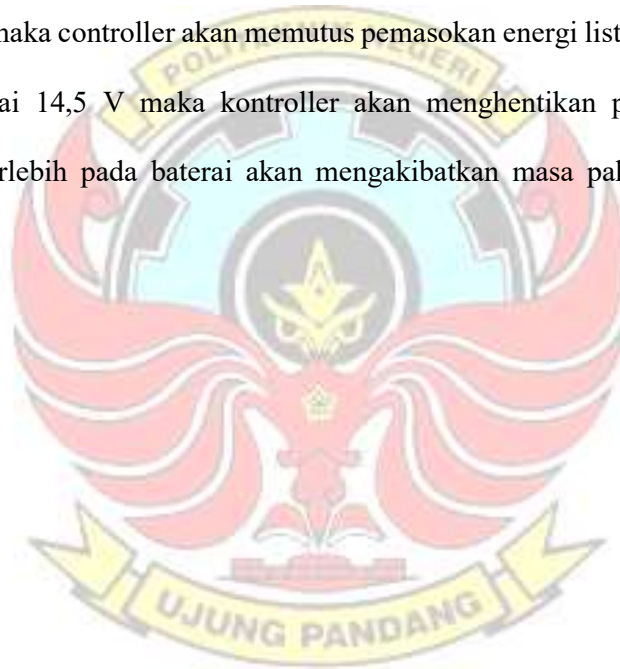 maka controller akan memutus pemasokan energi list
ai 14,5 V maka kontroller akan menghentikan p
rlebih pada baterai akan mengakibatkan masa pak
POLITEKNIK NEGERI
UJUNG PANDANG